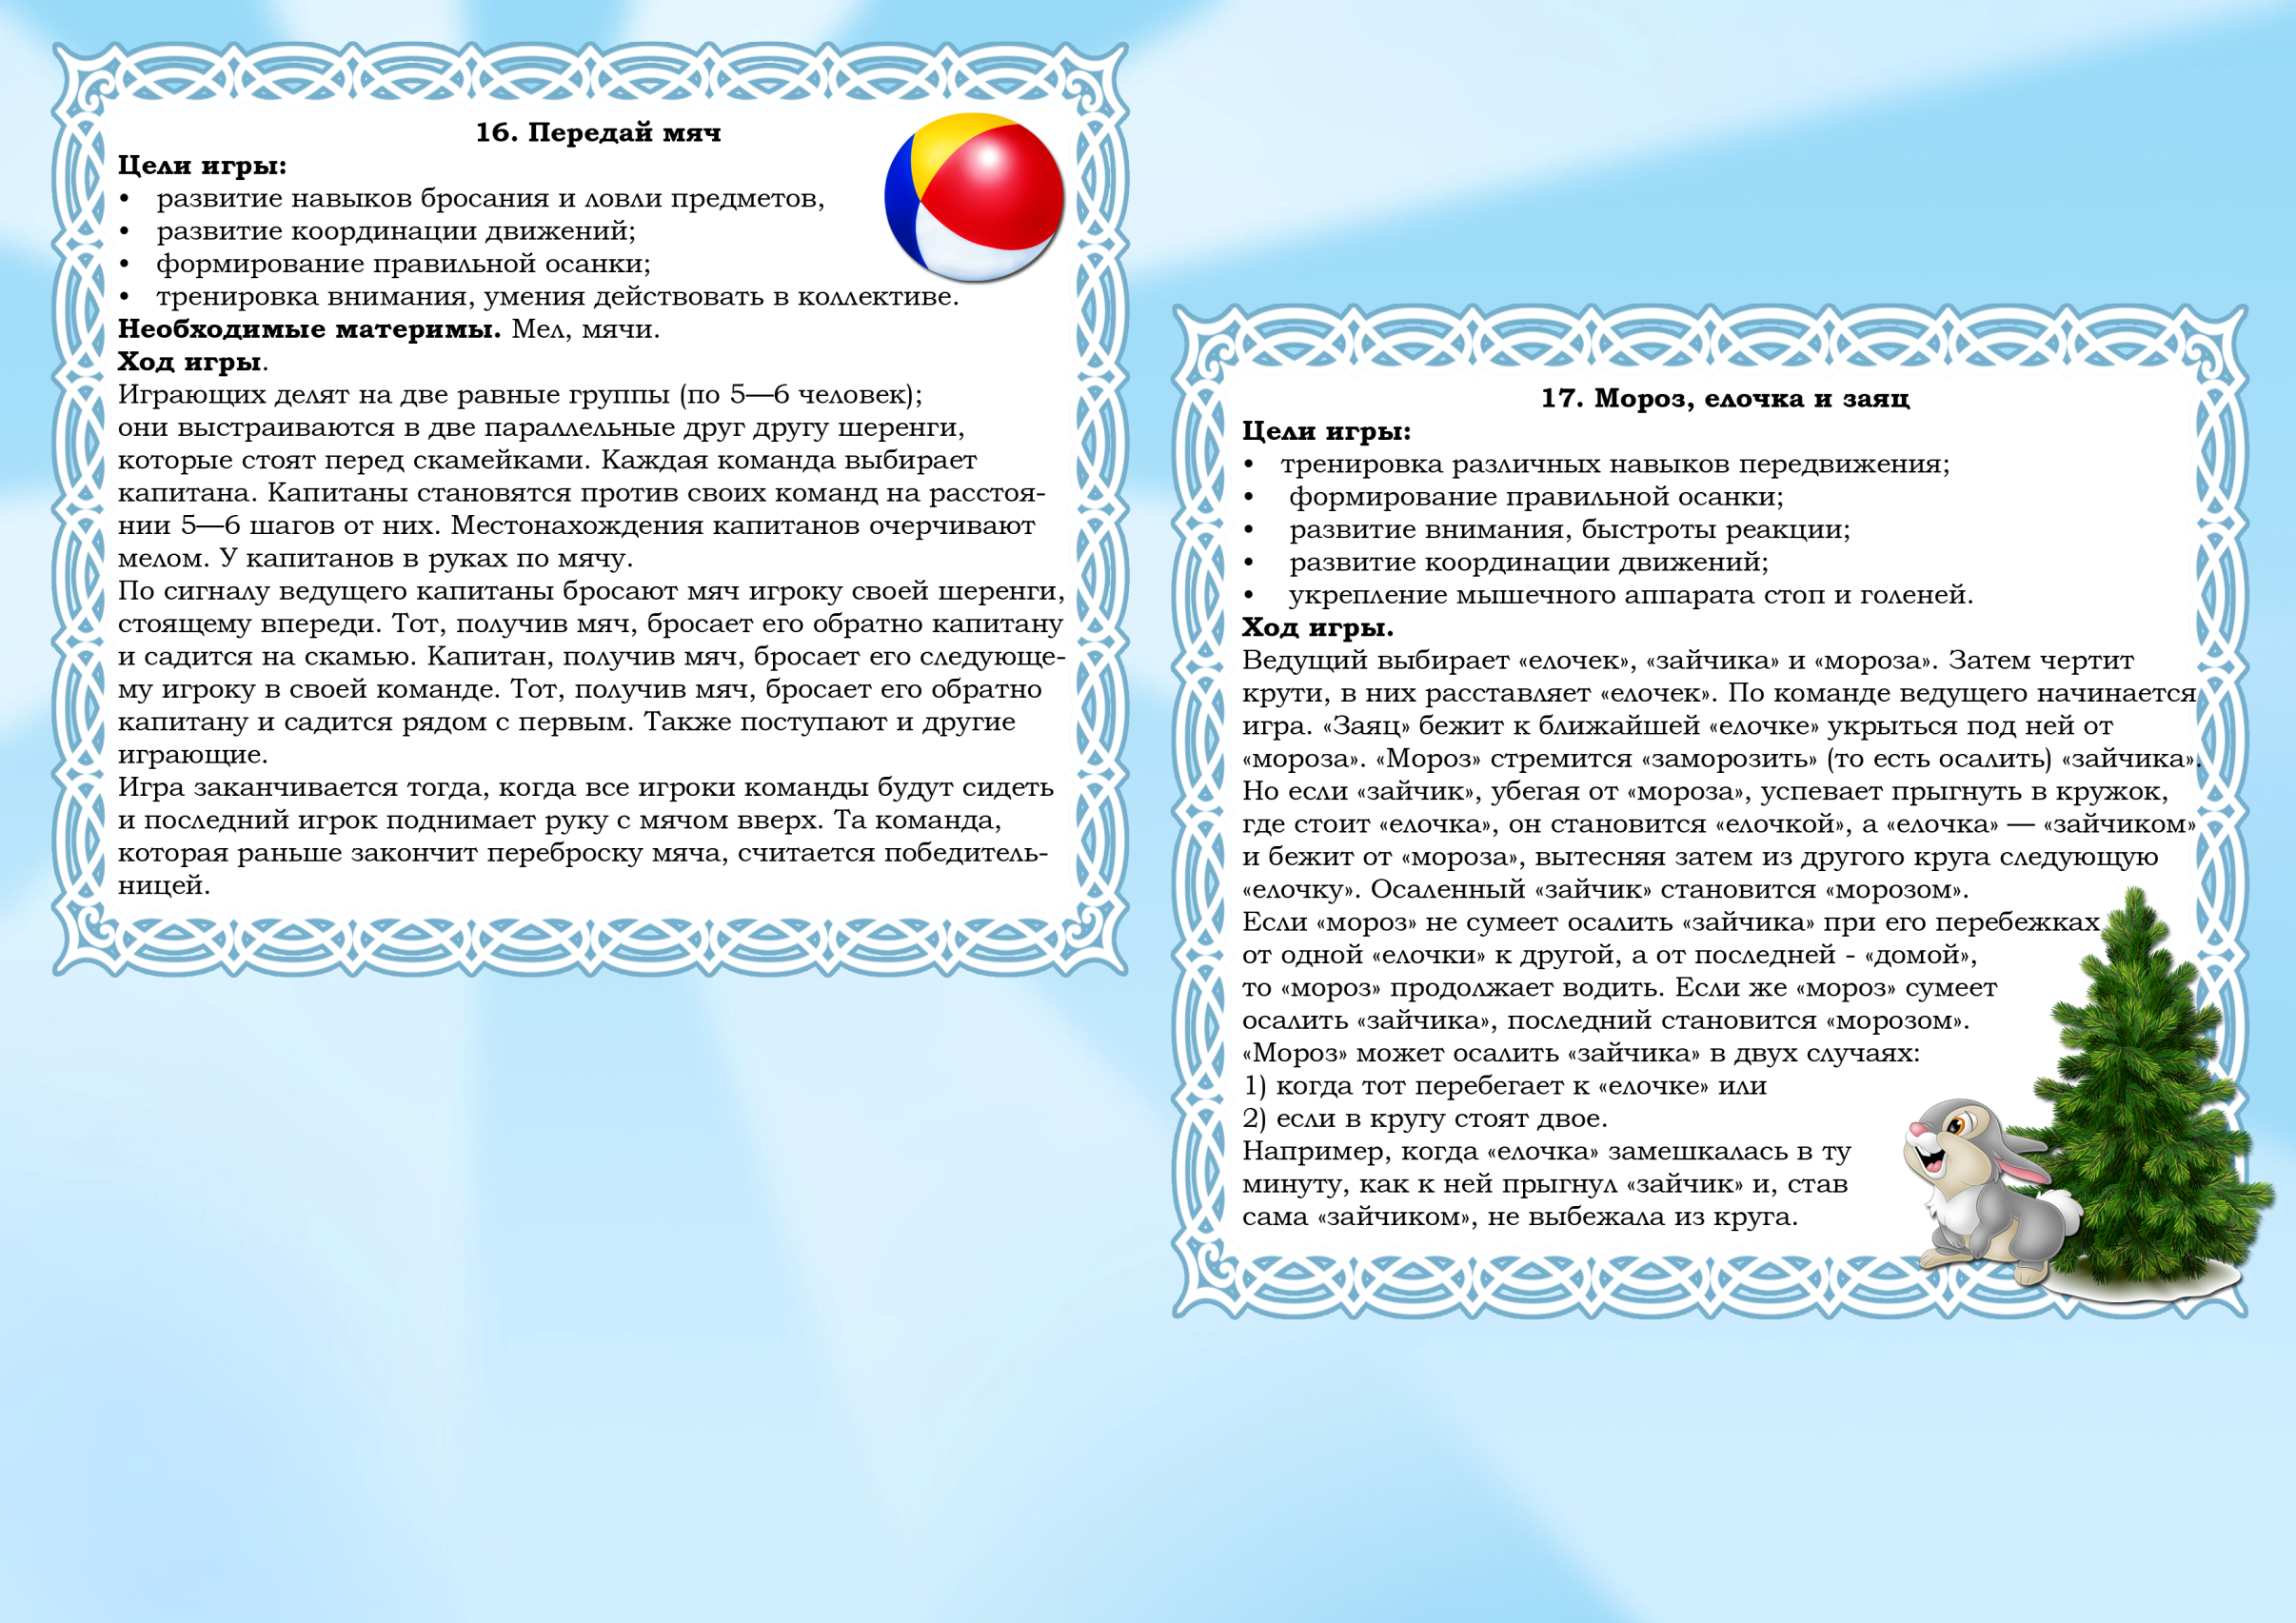 16. Передай мяч
Цели игры:
• развитие навыков бросания и ловли предметов,
• развитие координации движений;
• формирование правильной осанки;
• тренировка внимания, умения действовать в коллективе.
Необходимые материмы. Мел, мячи.
Ход игры.
Играющих делят на две равные группы (по 5—6 человек);
они выстраиваются в две параллельные друг другу шеренги,
которые стоят перед скамейками. Каждая команда выбирает
капитана. Капитаны становятся против своих команд на расстоя-
нии 5—6 шагов от них. Местонахождения капитанов очерчивают
мелом. У капитанов в руках по мячу.
По сигналу ведущего капитаны бросают мяч игроку своей шеренги,
стоящему впереди. Тот, получив мяч, бросает его обратно капитану
и садится на скамью. Капитан, получив мяч, бросает его следующе-
му игроку в своей команде. Тот, получив мяч, бросает его обратно
капитану и садится рядом с первым. Также поступают и другие
играющие.
Игра заканчивается тогда, когда все игроки команды будут сидеть
и последний игрок поднимает руку с мячом вверх. Та команда,
которая раньше закончит переброску мяча, считается победитель-
ницей.
17. Мороз, елочка и заяц
Цели игры:
• тренировка различных навыков передвижения;
• формирование правильной осанки;
• развитие внимания, быстроты реакции;
• развитие координации движений;
• укрепление мышечного аппарата стоп и голеней.
Ход игры.
Ведущий выбирает «елочек», «зайчика» и «мороза». Затем чертит
крути, в них расставляет «елочек». По команде ведущего начинается
игра. «Заяц» бежит к ближайшей «елочке» укрыться под ней от
«мороза». «Мороз» стремится «заморозить» (то есть осалить) «зайчика».
Но если «зайчик», убегая от «мороза», успевает прыгнуть в кружок,
где стоит «елочка», он становится «елочкой», а «елочка» — «зайчиком»
и бежит от «мороза», вытесняя затем из другого круга следующую
«елочку». Осаленный «зайчик» становится «морозом».
Если «мороз» не сумеет осалить «зайчика» при его перебежках
от одной «елочки» к другой, а от последней - «домой»,
то «мороз» продолжает водить. Если же «мороз» сумеет
осалить «зайчика», последний становится «морозом».
«Мороз» может осалить «зайчика» в двух случаях:
1) когда тот перебегает к «елочке» или
2) если в кругу стоят двое.
Например, когда «елочка» замешкалась в ту
минуту, как к ней прыгнул «зайчик» и, став
сама «зайчиком», не выбежала из круга.